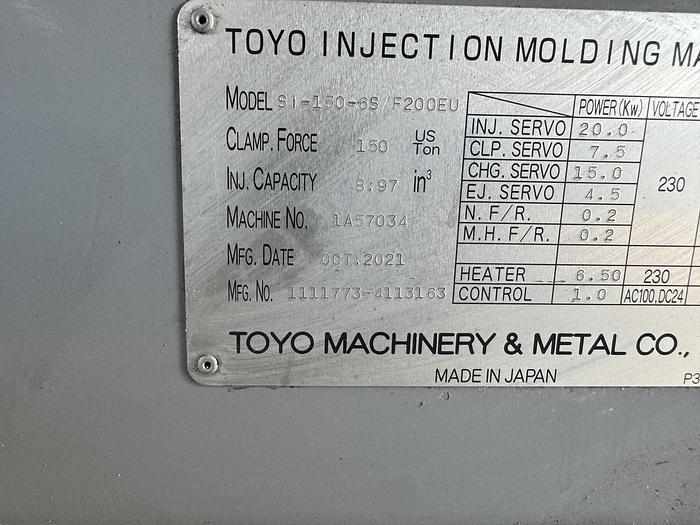 TOYO INJECTION MOLDING MA
MODEL SI-150-6S/F200EU
CLAMP. FORCE 150 US Ton
INJ. CAPACITY 8.97 in³
MACHINE NO. 1A57034
MFG. DATE OCT.2021
MFG. NO. 1111773-4113163
POWER(Kw) VOLTAGE
INJ. SERVO 20.0
CLP. SERVO 7.5
CHG. SERVO 15.0
230
EJ. SERVO 4.5
N. F/R. 0.2
M.H. F/R. 0.2
HEATER 6.50 230
CONTROL 1.0 AC100,DC24
TOYO MACHINERY & METAL CO.,
MADE IN JAPAN
P3